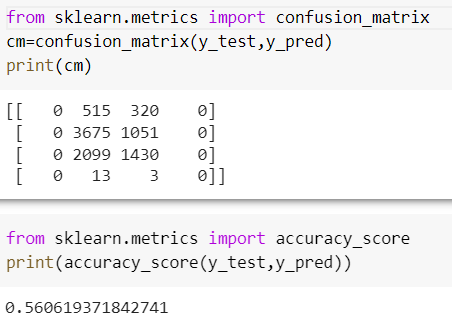 from sklearn.metrics import confusion_matrix
cm=confusion_matrix(y_test,y_pred)
print(cm)
[[   0  515  320    0]
 [   0 3675 1051    0]
 [   0 2099 1430    0]
 [   0   13    3    0]]
from sklearn.metrics import accuracy_score
print(accuracy_score(y_test,y_pred))
0.560619371842741